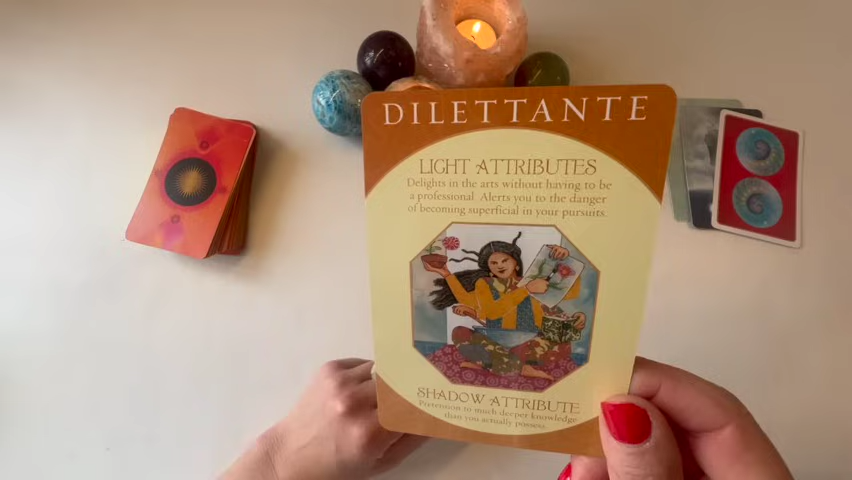 DILETTANTE
LIGHT ATTRIBUTES
Delights in the arts without having to be
a professional. Alerts you to the danger
of becoming superficial in your pursuits.
SHADOW ATTRIBUTE
Pretension to much deeper knowledge
than you actually possess.